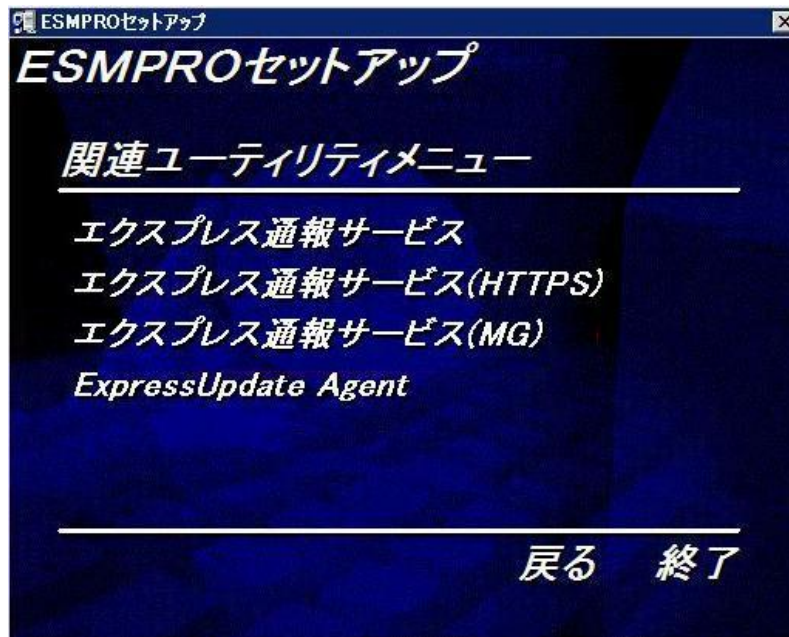 ESMPROセットアップ
ESMPROセットアップ
関連ユーティリティメニュー
エクスプレス通報サービス
エクスプレス通報サービス(HTTPS)
エクスプレス通報サービス(MG)
ExpressUpdate Agent
戻る 終了